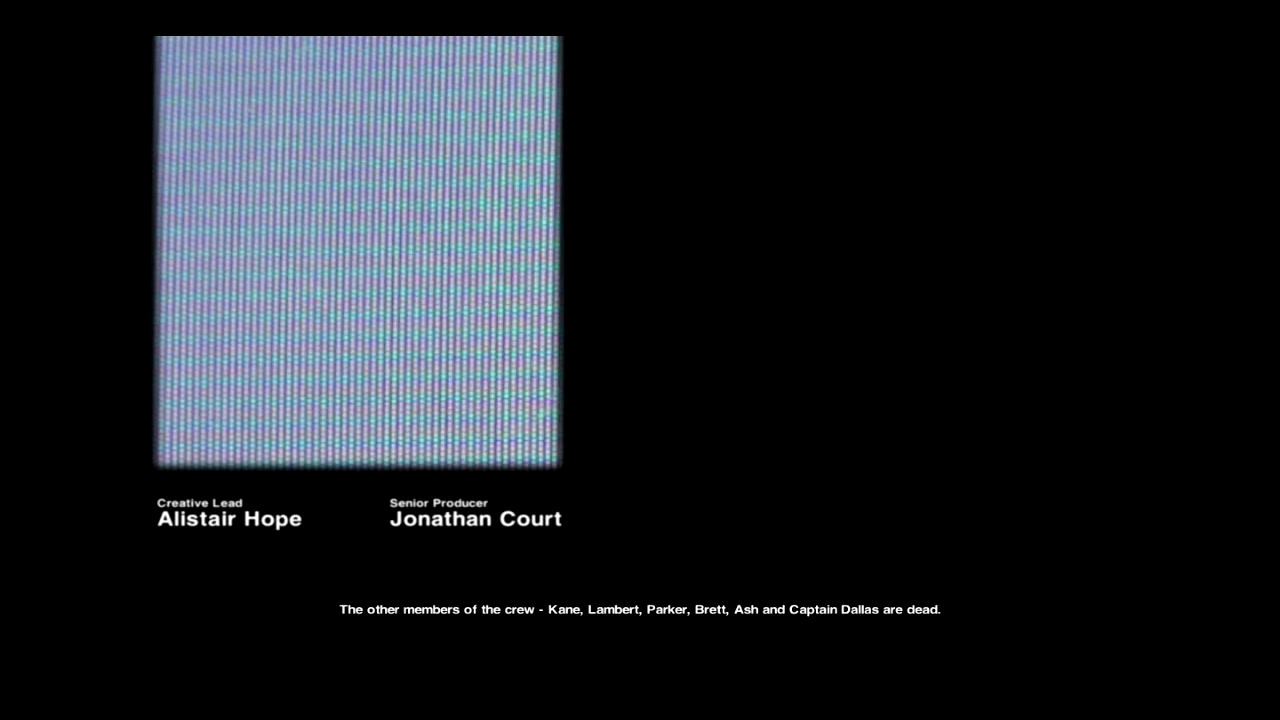 Creative Lead
Alistair Hope
Senior Producer
Jonathan Court
The other members of the crew - Kane, Lambert, Parker, Brett, Ash and Captain Dallas are dead.